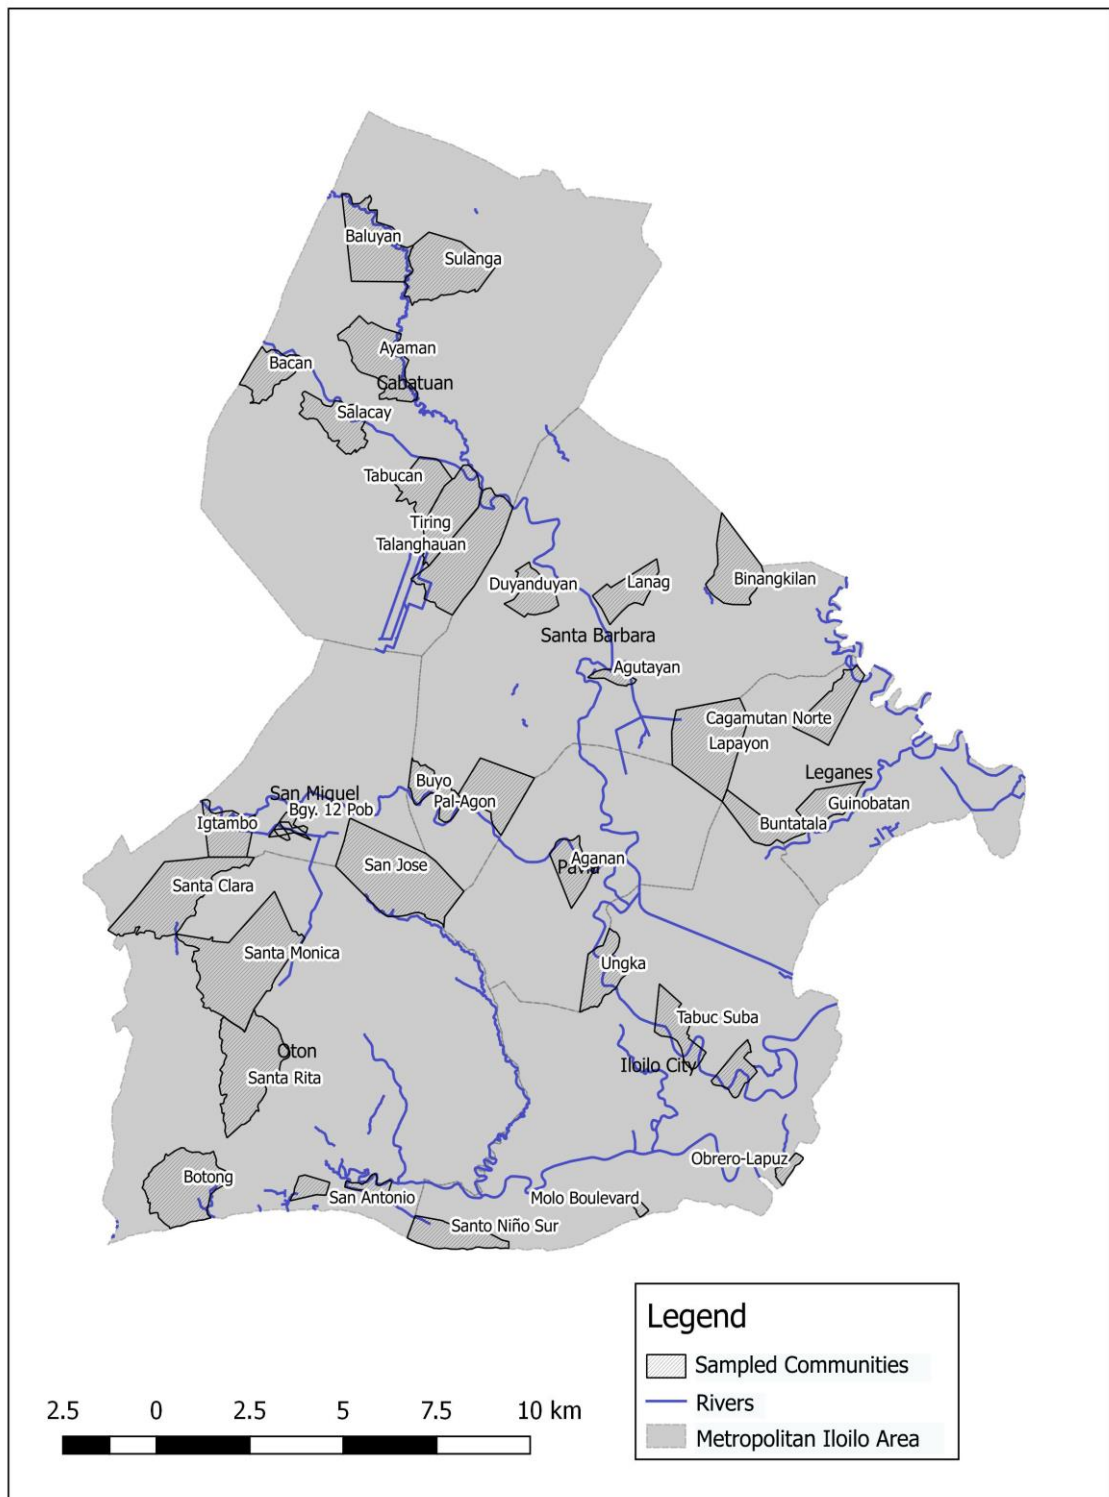 Baluyan
Sulanga
Ayaman
Bacan
Cabatuan
Salacay
Tabucan
Tiring
Talanghauan
Duyanduyan
Lanag
Binangkilan
Santa Barbara
Agutayan
Cagamutan Norte
Lapayon
Leganes
Buyo
Pal-Agon
San Miguel
Bgy. 12 Pob
Guinobatan
Igtambo
Buntatala
San Jose
Aganan
Pavia
Santa Clara
Santa Monica
Ungka
Tabuc Suba
Oton
Iloilo City
Santa Rita
Obrero-Lapuz
Botong
San Antonio
Molo Boulevard
Santo Niño Sur
Legend
Sampled Communities
Rivers
Metropolitan Iloilo Area
2.5 0 2.5 5 7.5 10 km